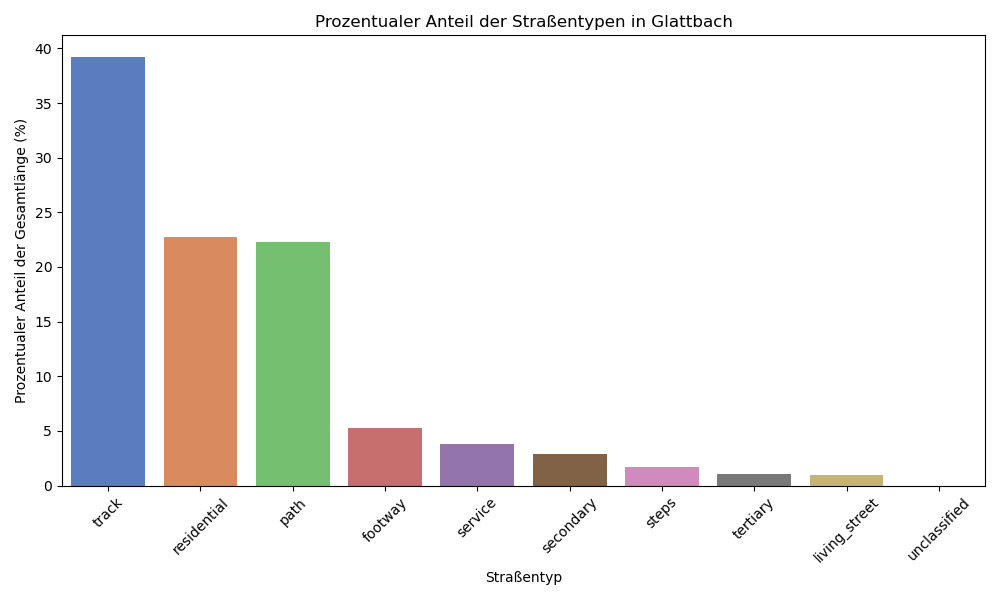 Prozentualer Anteil der Straßentypen in Glattbach
Prozentualer Anteil der Gesamtlänge (%)
40
35
30
25
20
15
10
5
0
track
residential
path
footway
service
secondary
steps
tertiary
living_street
unclassified
Straßentyp